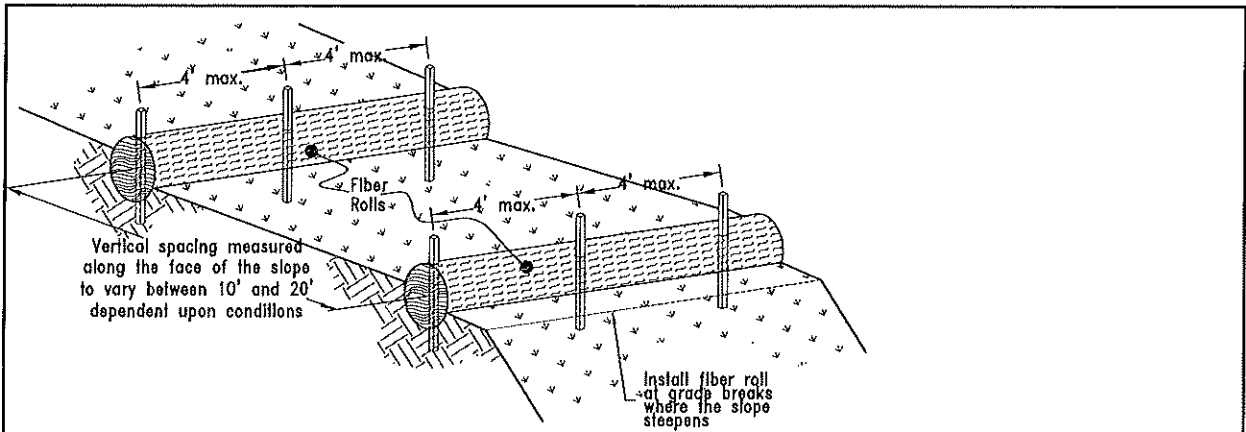 4' max.
4' max.
Fiber
Rolls
4' max.
4' max.
Vertical spacing measured
along the face of the slope
to vary between 10' and 20'
dependent upon conditions
Install fiber roll
at grade breaks
where the slope
steepens